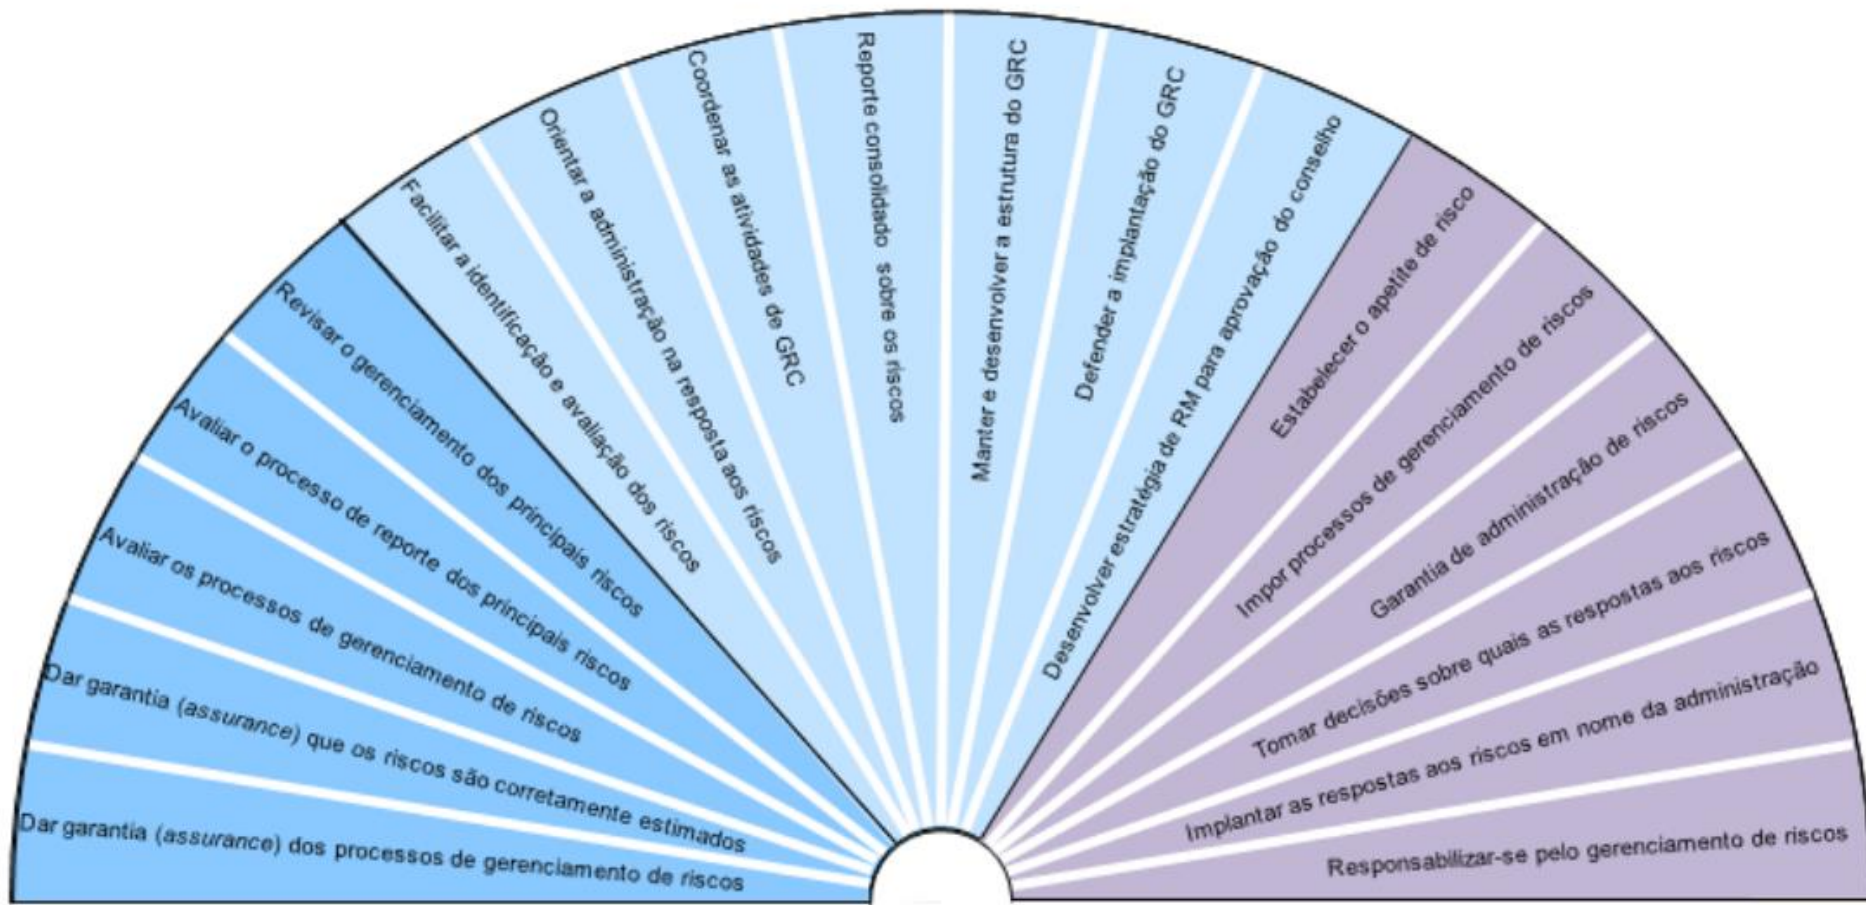 Dar garantia (assurance) dos processos de gerenciamento de riscos
Dar garantia (assurance) que os riscos são corretamente estimados
Avaliar os processos de gerenciamento de riscos
Avaliar o processo de reporte dos principais riscos
Revisar o gerenciamento dos principais riscos
Facilitar a identificação e avaliação dos riscos
Orientar a administração na resposta aos riscos
Coordenar as atividades de GRC
Reporte consolidado sobre os riscos
Manter e desenvolver a estrutura do GRC
Defender a implantação do GRC
Desenvolver estratégia de RM para aprovação do conselho
Estabelecer o apetite de risco
Impor processos de gerenciamento de riscos
Garantia de administração de riscos
Tomar decisões sobre quais as respostas aos riscos
Implantar as respostas aos riscos em nome da administração
Responsabilizar-se pelo gerenciamento de riscos